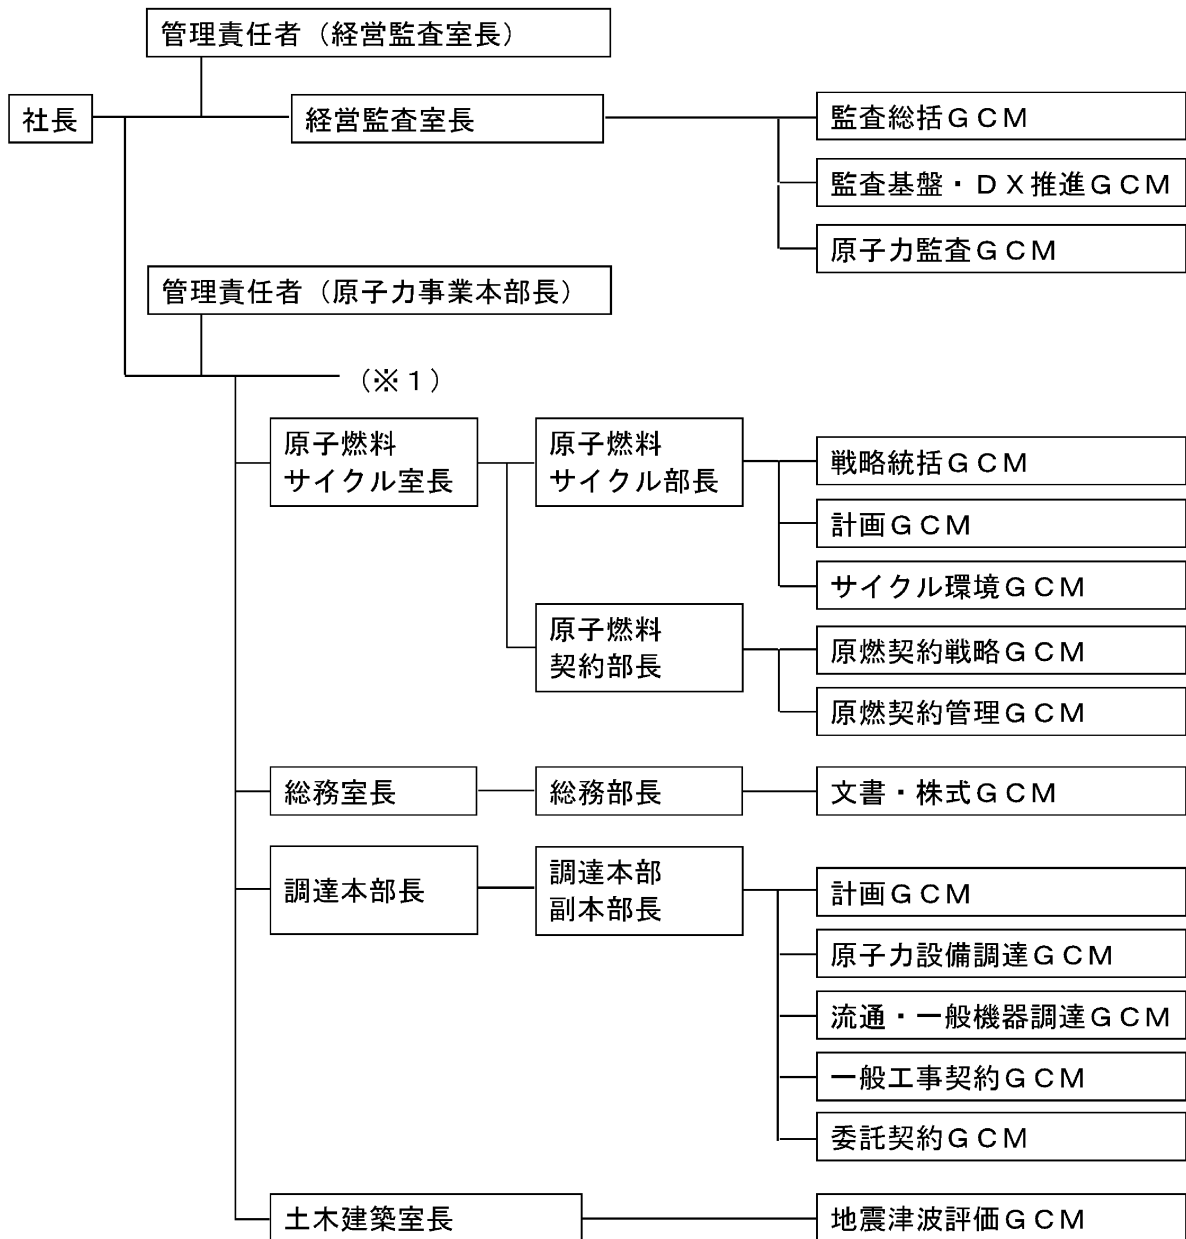 管理責任者（経営監査室長）
社長
経営監査室長
監査総括ＧＣＭ
監査基盤・ＤＸ推進ＧＣＭ
原子力監査ＧＣＭ
管理責任者（原子力事業本部長）
（※１）
原子燃料
サイクル室長
原子燃料
サイクル部長
戦略統括ＧＣＭ
計画ＧＣＭ
サイクル環境ＧＣＭ
原子燃料
契約部長
原燃契約戦略ＧＣＭ
原燃契約管理ＧＣＭ
総務室長
総務部長
文書・株式ＧＣＭ
調達本部長
調達本部
副本部長
計画ＧＣＭ
原子力設備調達ＧＣＭ
流通・一般機器調達ＧＣＭ
一般工事契約ＧＣＭ
委託契約ＧＣＭ
土木建築室長
地震津波評価ＧＣＭ